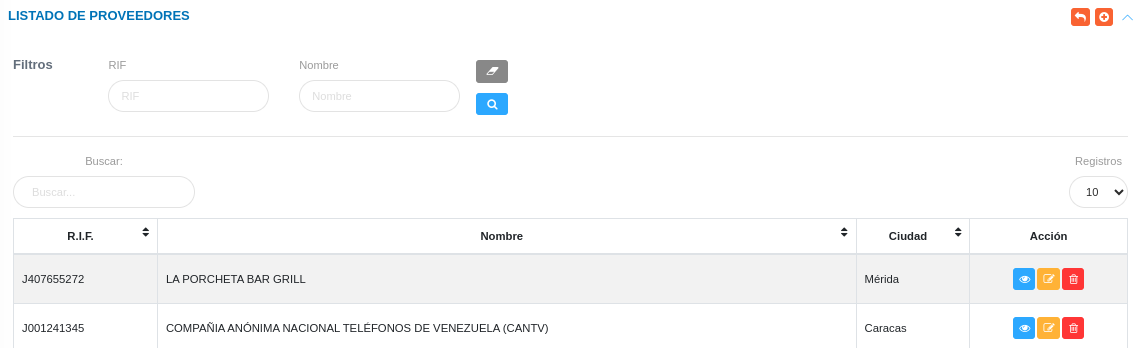 LISTADO DE PROVEEDORES
Filtros
RIF
Nombre
RIF
Nombre
Buscar:
Registros
Buscar...
10
R.I.F. Nombre Ciudad Acción
J407655272 LA PORCHETA BAR GRILL Mérida
J001241345 COMPAÑIA ANÓNIMA NACIONAL TELÉFONOS DE VENEZUELA (CANTV) Caracas